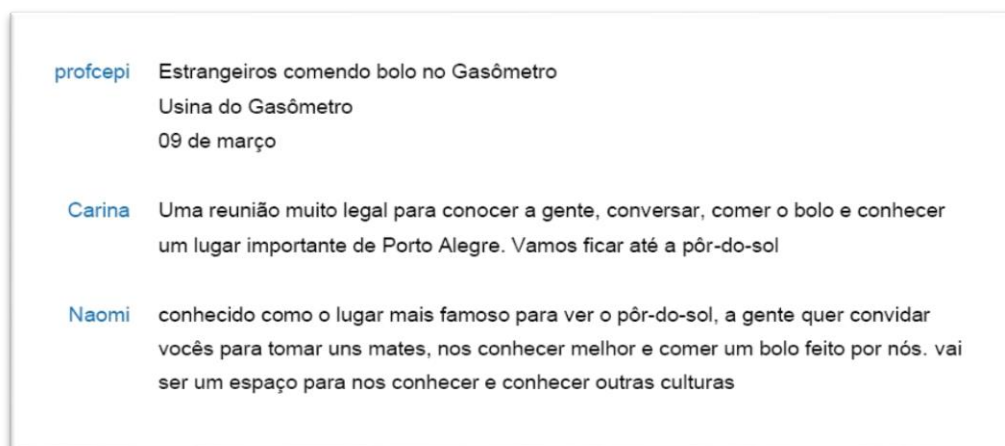 profcepi Estrangeiros comendo bolo no Gasômetro
Usina do Gasômetro
09 de março
Carina Uma reunião muito legal para conocer a gente, conversar, comer o bolo e conhecer
um lugar importante de Porto Alegre. Vamos ficar até a pôr-do-sol
Naomi conhecido como o lugar mais famoso para ver o pôr-do-sol, a gente quer convidar
vocês para tomar uns mates, nos conhecer melhor e comer um bolo feito por nós. vai
ser um espaço para nos conhecer e conhecer outras culturas